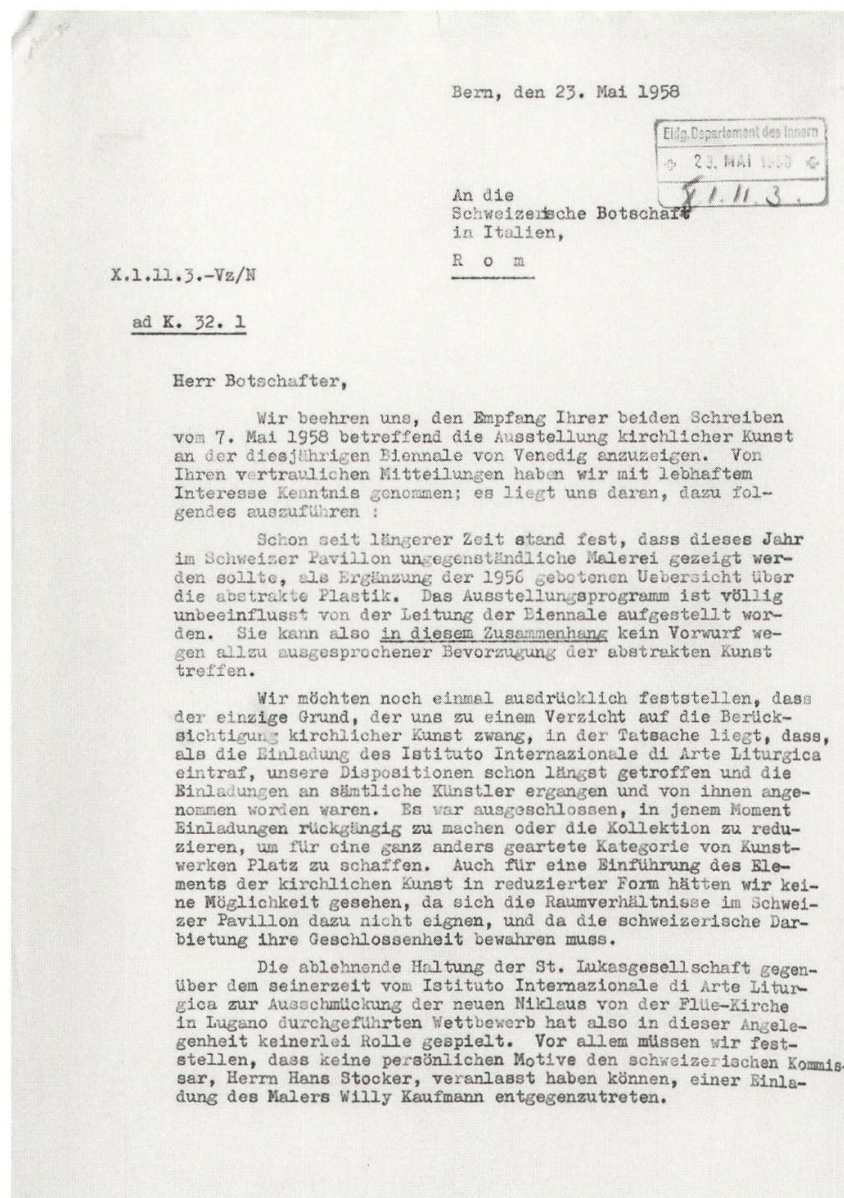 Bern, den 23. Mai 1958
Eidg. Departement des Innern
23. MAI 1958
X 1. 11. 3.
An die
Schweizerische Botschaft
in Italien,
R o m
X.1.11.3.-Vz/N
ad K. 32. 1
Herr Botschafter,
Wir beehren uns, den Empfang Ihrer beiden Schreiben
vom 7. Mai 1958 betreffend die Ausstellung kirchlicher Kunst
an der diesjährigen Biennale von Venedig anzuzeigen. Von
Ihren vertraulichen Mitteilungen haben wir mit lebhaftem
Interesse Kenntnis genommen; es liegt uns daran, dazu fol-
gendes auszuführen :
Schon seit längerer Zeit stand fest, dass dieses Jahr
im Schweizer Pavillon ungegenständliche Malerei gezeigt wer-
den sollte, als Ergänzung der 1956 gebotenen Uebersicht über
die abstrakte Plastik. Das Ausstellungsprogramm ist völlig
unbeeinflusst von der Leitung der Biennale aufgestellt wor-
den. Sie kann also in diesem Zusammenhang kein Vorwurf we-
gen allzu ausgesprochener Bevorzugung der abstrakten Kunst
treffen.
Wir möchten noch einmal ausdrücklich feststellen, dass
der einzige Grund, der uns zu einem Verzicht auf die Berück-
sichtigung kirchlicher Kunst zwang, in der Tatsache liegt, dass,
als die Einladung des Istituto Internazionale di Arte Liturgica
eintraf, unsere Dispositionen schon längst getroffen und die
Einladungen an sämtliche Künstler ergangen und von ihnen ange-
nommen worden waren. Es war ausgeschlossen, in jenem Moment
Einladungen rückgängig zu machen oder die Kollektion zu redu-
zieren, um für eine ganz anders geartete Kategorie von Kunst-
werken Platz zu schaffen. Auch für eine Einführung des Ele-
ments der kirchlichen Kunst in reduzierter Form hätten wir kei-
ne Möglichkeit gesehen, da sich die Raumverhältnisse im Schwei-
zer Pavillon dazu nicht eignen, und da die schweizerische Dar-
bietung ihre Geschlossenheit bewahren muss.
Die ablehnende Haltung der St. Lukasgesellschaft gegen-
über dem seinerzeit vom Istituto Internazionale di Arte Litur-
gica zur Ausschmückung der neuen Niklaus von der Flüe-Kirche
in Lugano durchgeführten Wettbewerb hat also in dieser Angele-
genheit keinerlei Rolle gespielt. Vor allem müssen wir fest-
stellen, dass keine persönlichen Motive den schweizerischen Kommis-
sar, Herrn Hans Stocker, veranlasst haben können, einer Einla-
dung des Malers Willy Kaufmann entgegenzutreten.